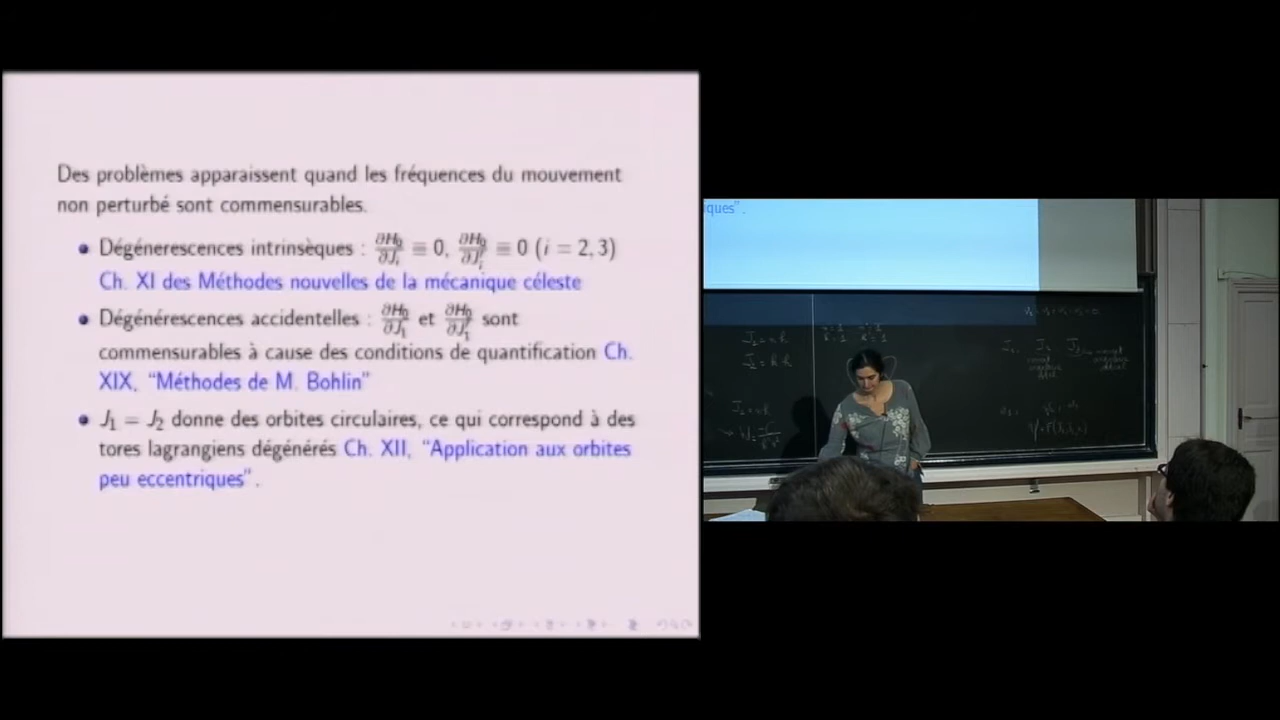 Des problèmes apparaissent quand les fréquences du mouvement
non perturbé sont commensurables.
Dégénerescences intrinsèques : ∂H₀/∂Jᵢ ≡ 0, ∂H₀/∂J'ᵢ ≡ 0 (i = 2, 3)
Ch. XI des Méthodes nouvelles de la mécanique céleste
Dégénérescences accidentelles : ∂H₀/∂J₁ et ∂H₀/∂J'₁ sont
commensurables à cause des conditions de quantification Ch.
XIX, “Méthodes de M. Bohlin”
J₁ = J₂ donne des orbites circulaires, ce qui correspond à des
tores lagrangiens dégénérés Ch. XII, “Application aux orbites
peu eccentriques”.
iques”.